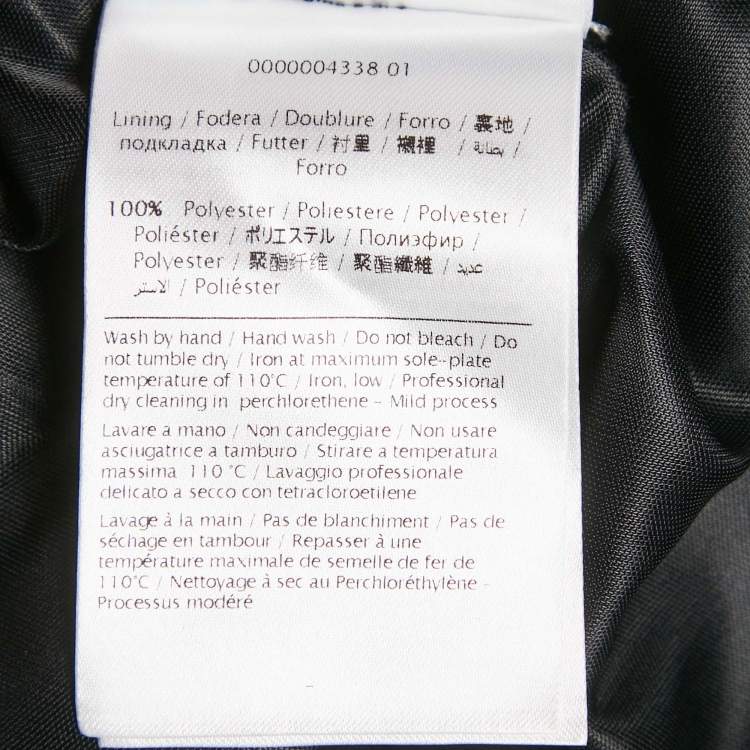 0000004338 01
Lining / Fodera / Doublure / Forro / 裏地 /
подкладка / Futter / 衬里 / 襯裡 / بطانة /
Forro
100% Polyester / Poliestere / Polyester /
Poliéster / ポリエステル / Полиэфир /
Polyester / 聚酯纤维 / 聚酯纖維 / عديد
الاستر / Poliéster
Wash by hand / Hand wash / Do not bleach / Do
not tumble dry / Iron at maximum sole-plate
temperature of 110°C / Iron, low / Professional
dry cleaning in perchlorethene - Mild process
Lavare a mano / Non candeggiare / Non usare
asciugatrice a tamburo / Stirare a temperatura
massima 110 °C / Lavaggio professionale
delicato a secco con tetracloroetilene
Lavage à la main / Pas de blanchiment / Pas de
séchage en tambour / Repasser à une
température maximale de semelle de fer de
110°C / Nettoyage à sec au Perchloréthylène -
Processus modéré